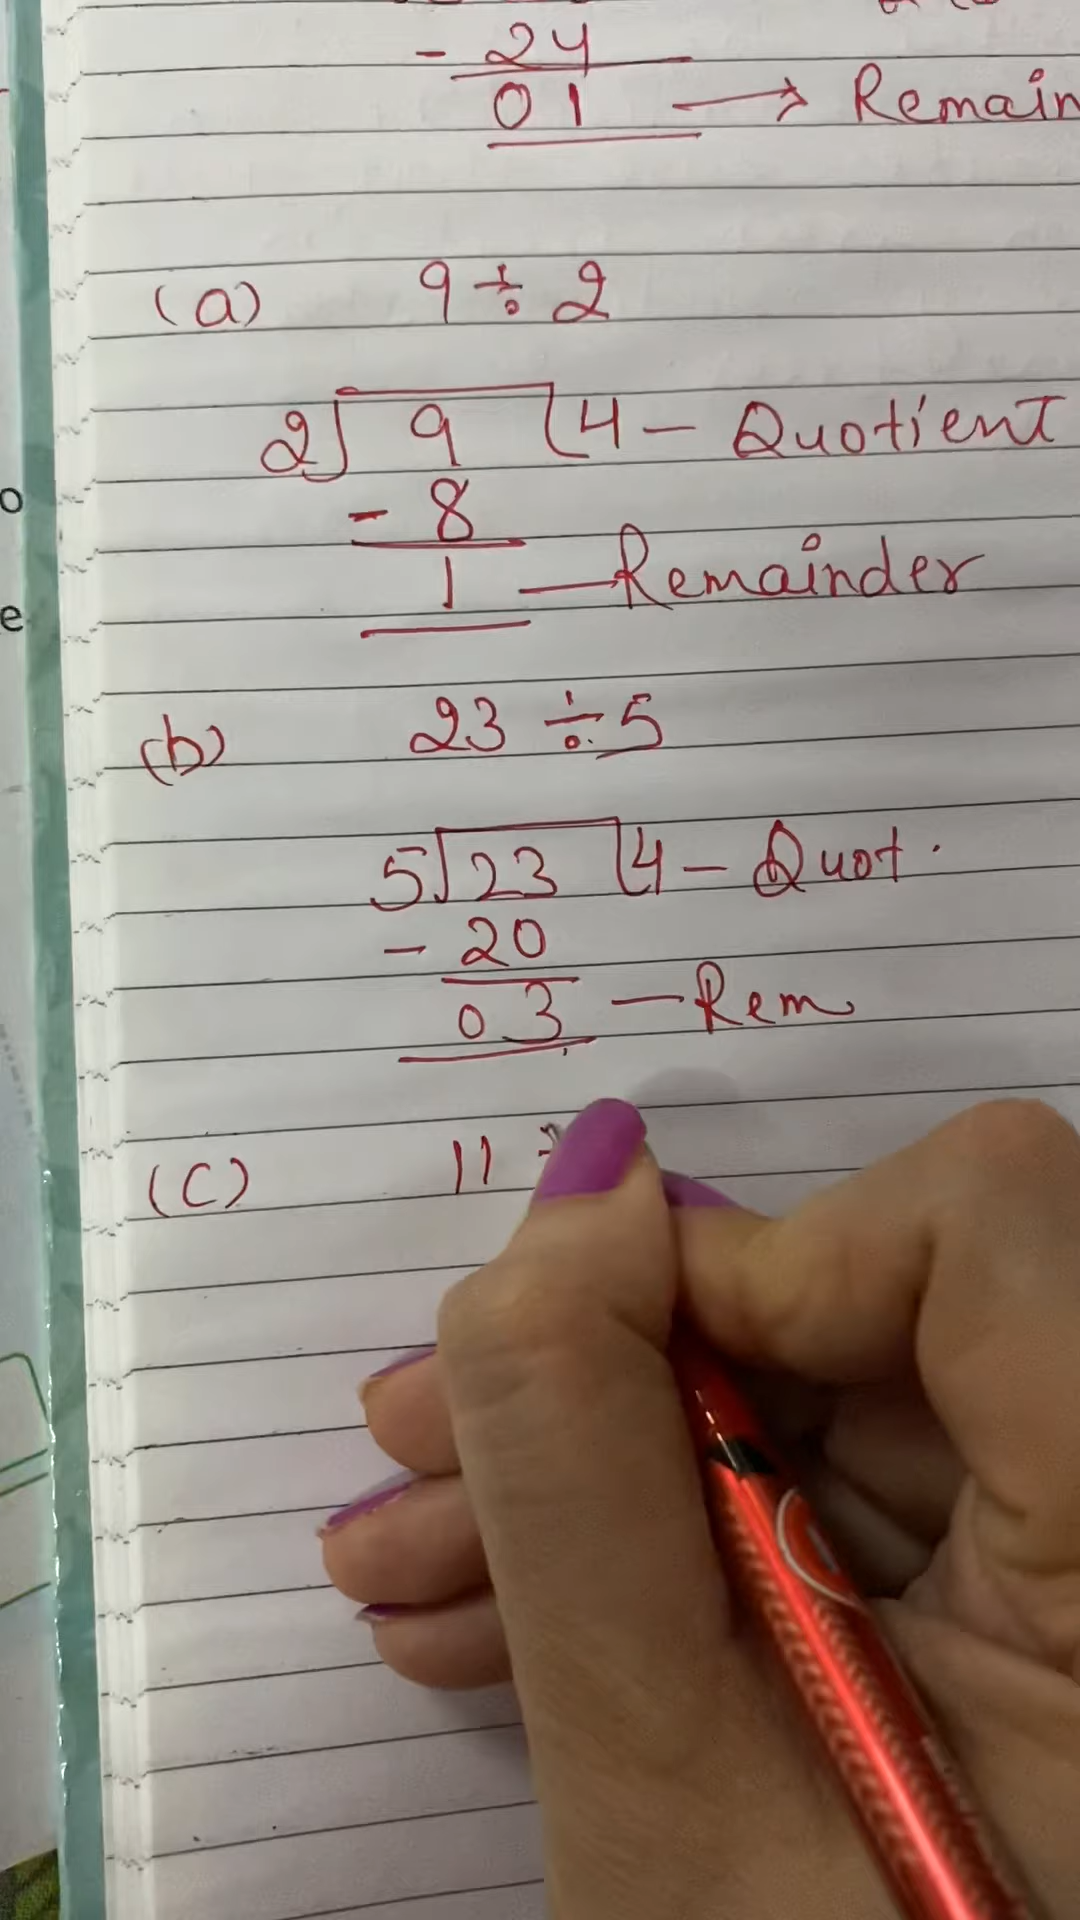 - 24
01 → Remain
(a) 9 ÷ 2
2 9 4 - Quotient
- 8
1 — Remainder
(b) 23 ÷ 5
5 23 4 - Quot.
- 20
03 — Rem
(C) 11
o
e